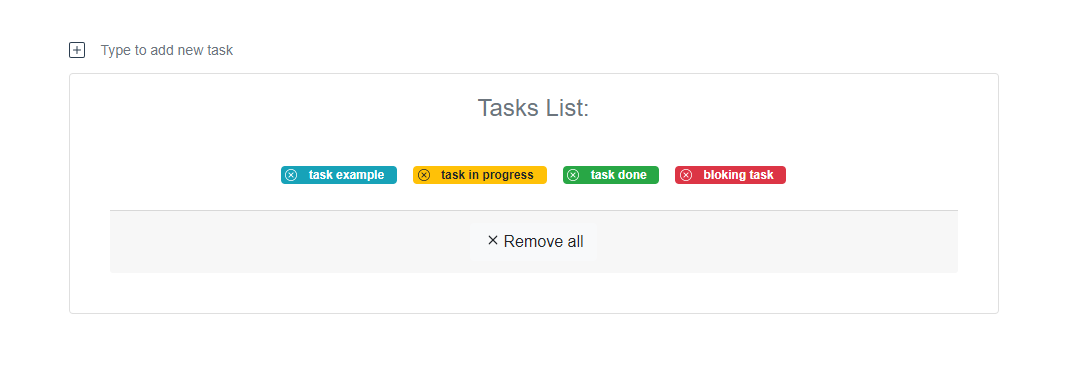 Type to add new task
Tasks List:
task example task in progress task done bloking task
Remove all